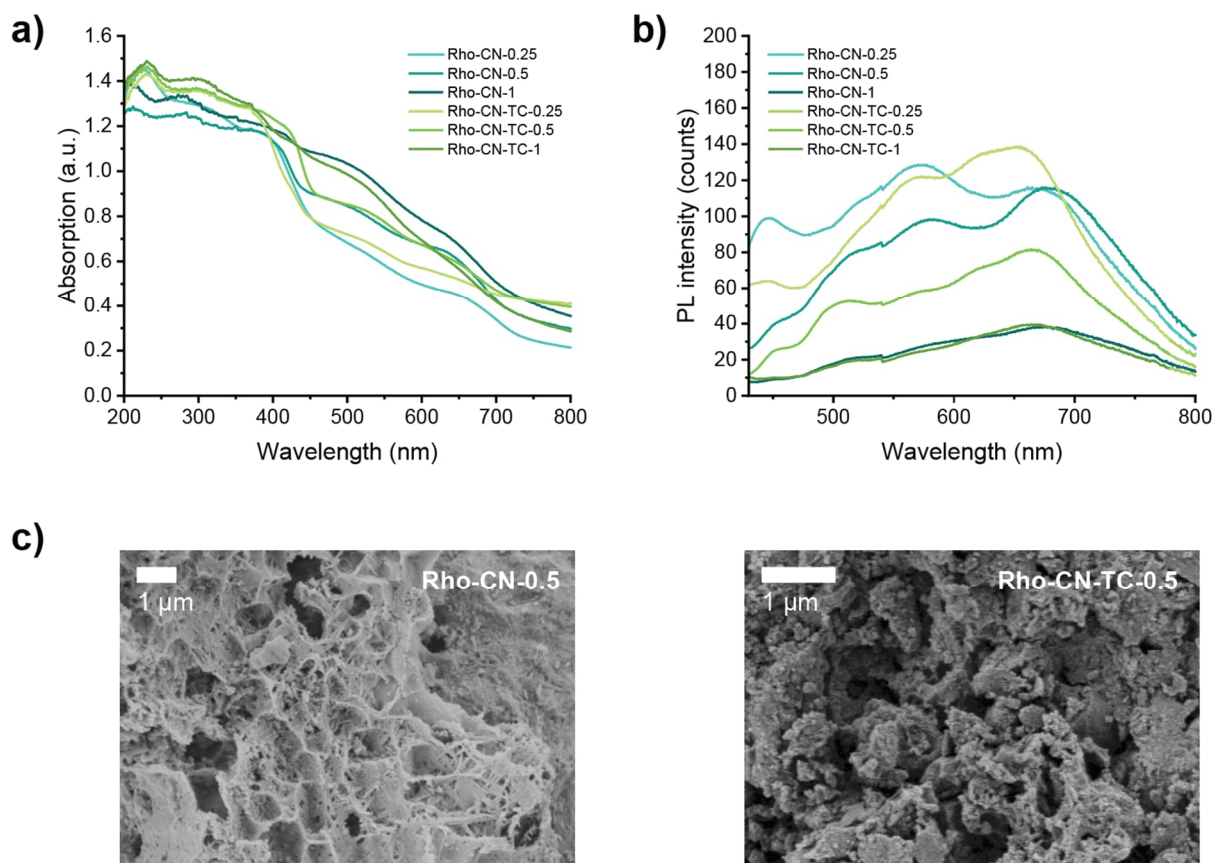 a)
1.6
1.4
1.2
1.0
0.8
0.6
0.4
0.2
0.0
200 300 400 500 600 700 800
Absorption (a.u.)
Wavelength (nm)
Rho-CN-0.25
Rho-CN-0.5
Rho-CN-1
Rho-CN-TC-0.25
Rho-CN-TC-0.5
Rho-CN-TC-1
b)
200
180
160
140
120
100
80
60
40
20
0
500 600 700 800
PL intensity (counts)
Wavelength (nm)
Rho-CN-0.25
Rho-CN-0.5
Rho-CN-1
Rho-CN-TC-0.25
Rho-CN-TC-0.5
Rho-CN-TC-1
c)
Rho-CN-0.5
1 µm
Rho-CN-TC-0.5
1 µm